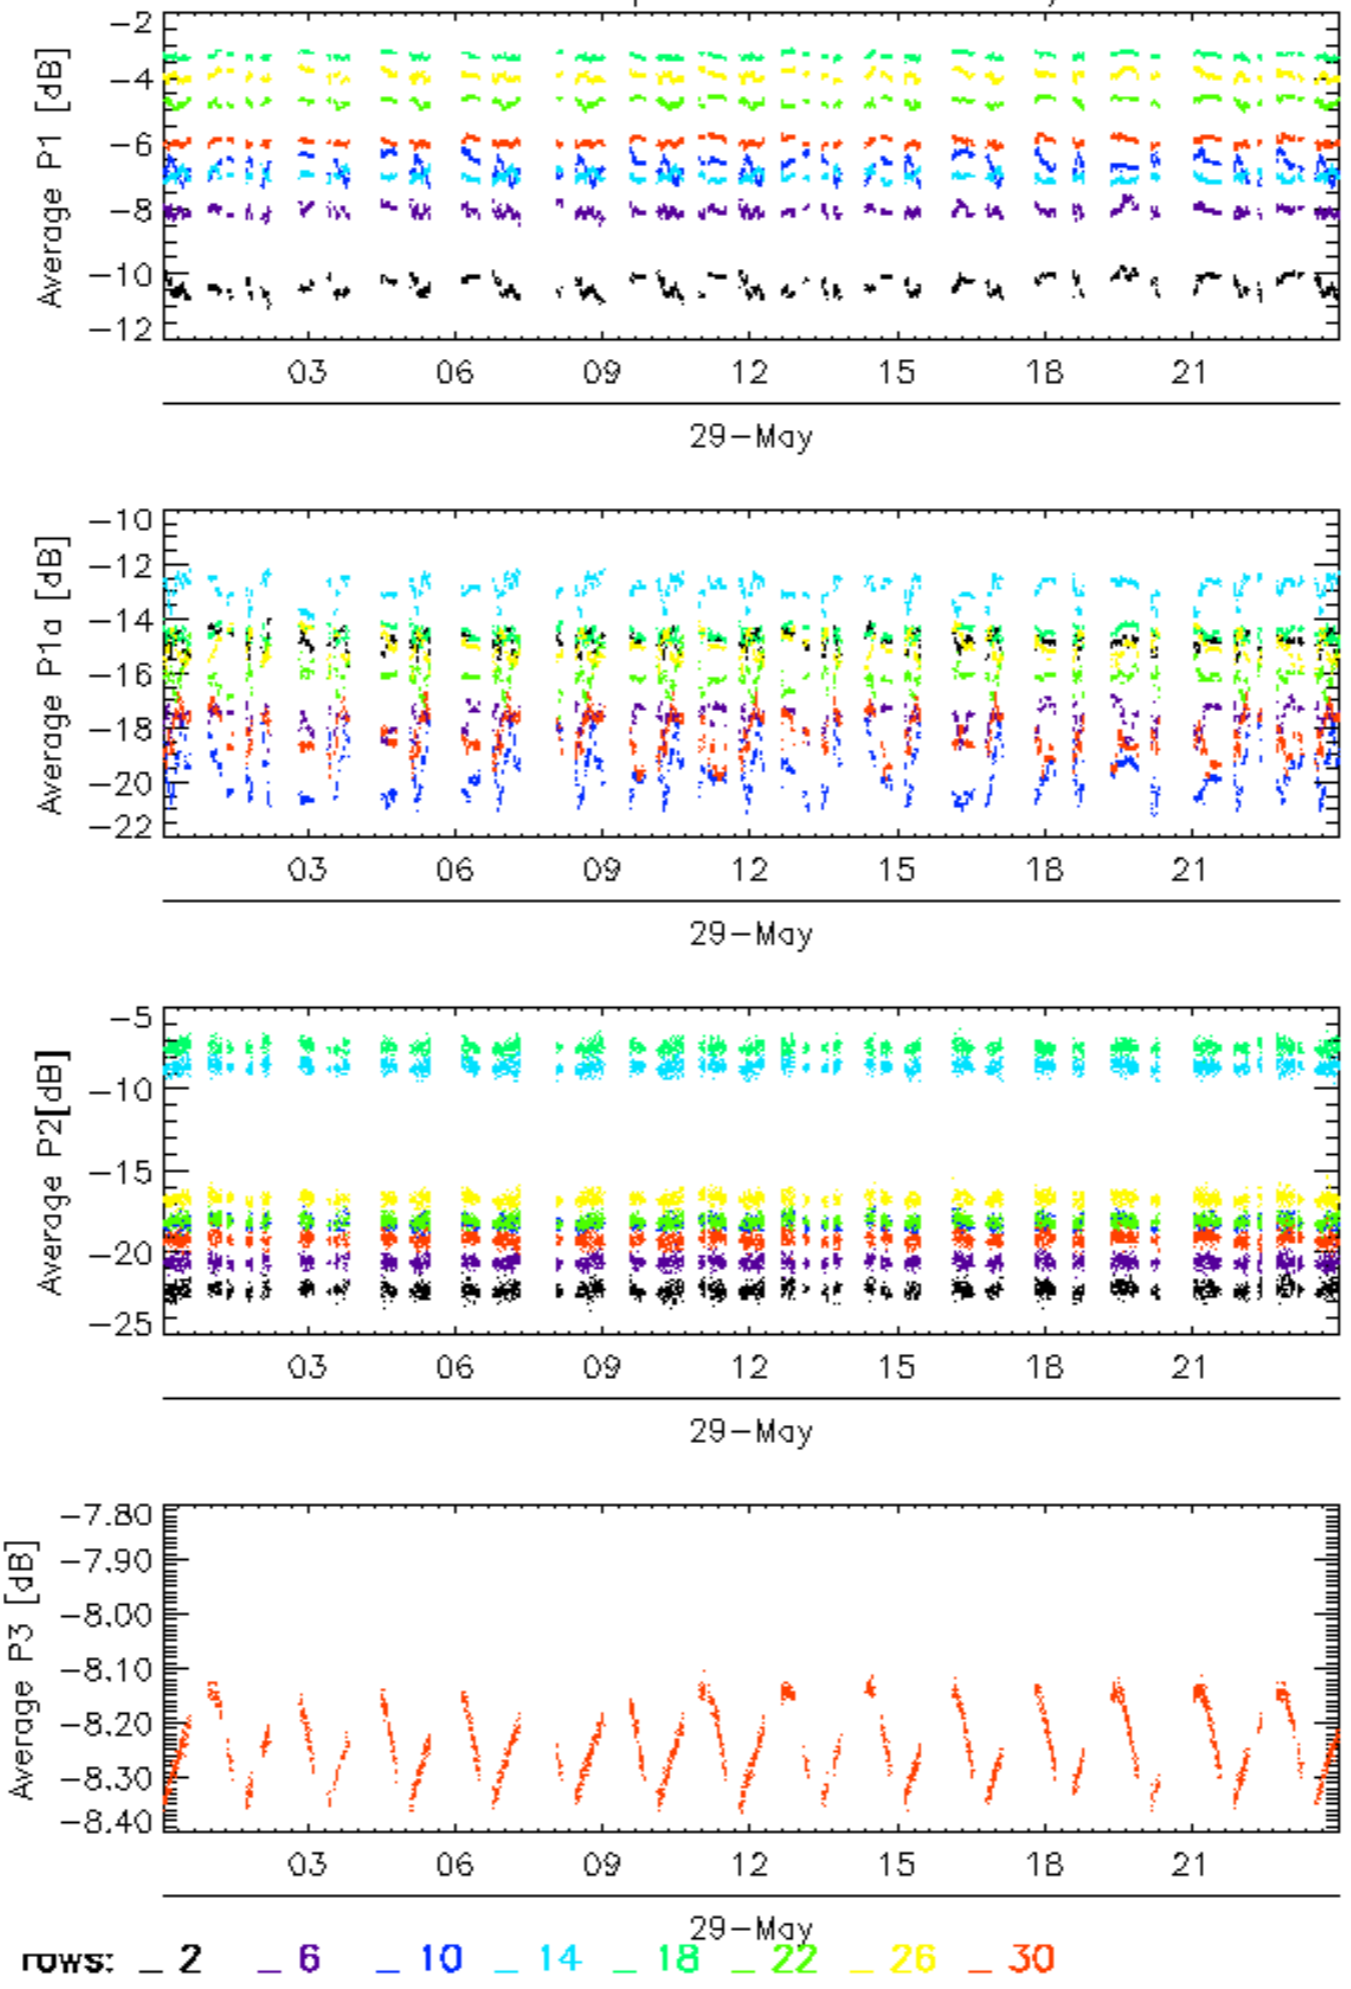 -2
-4
-6
-8
-10
-12
Average P1 [dB]
03 06 09 12 15 18 21
29-May
-10
-12
-14
-16
-18
-20
-22
Average P1a [dB]
03 06 09 12 15 18 21
29-May
-5
-10
-15
-20
-25
Average P2[dB]
03 06 09 12 15 18 21
29-May
-7.80
-7.90
-8.00
-8.10
-8.20
-8.30
-8.40
Average P3 [dB]
03 06 09 12 15 18 21
29-May
rows: _ 2 _ 6 _ 10 _ 14 _ 18 _ 22 _ 26 _ 30